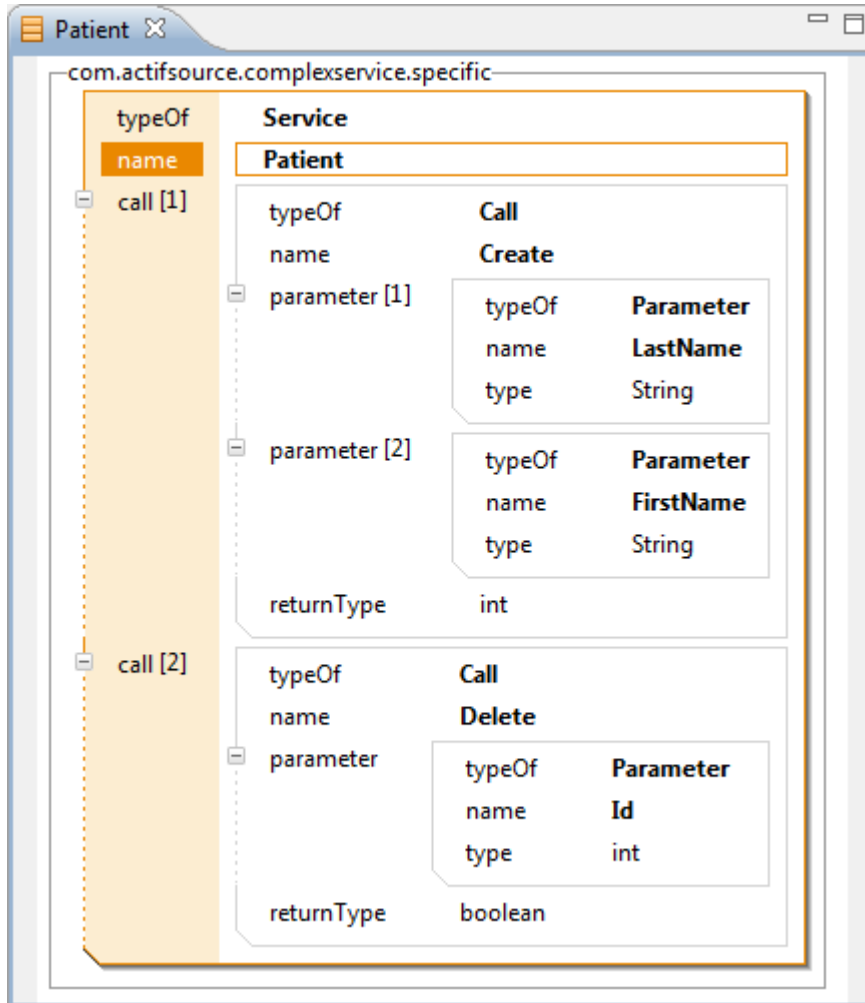 Patient
com.actifsource.complexservice.specific
typeOf Service
name Patient
call [1]
typeOf Call
name Create
parameter [1]
typeOf Parameter
name LastName
type String
parameter [2]
typeOf Parameter
name FirstName
type String
returnType int
call [2]
typeOf Call
name Delete
parameter
typeOf Parameter
name Id
type int
returnType boolean